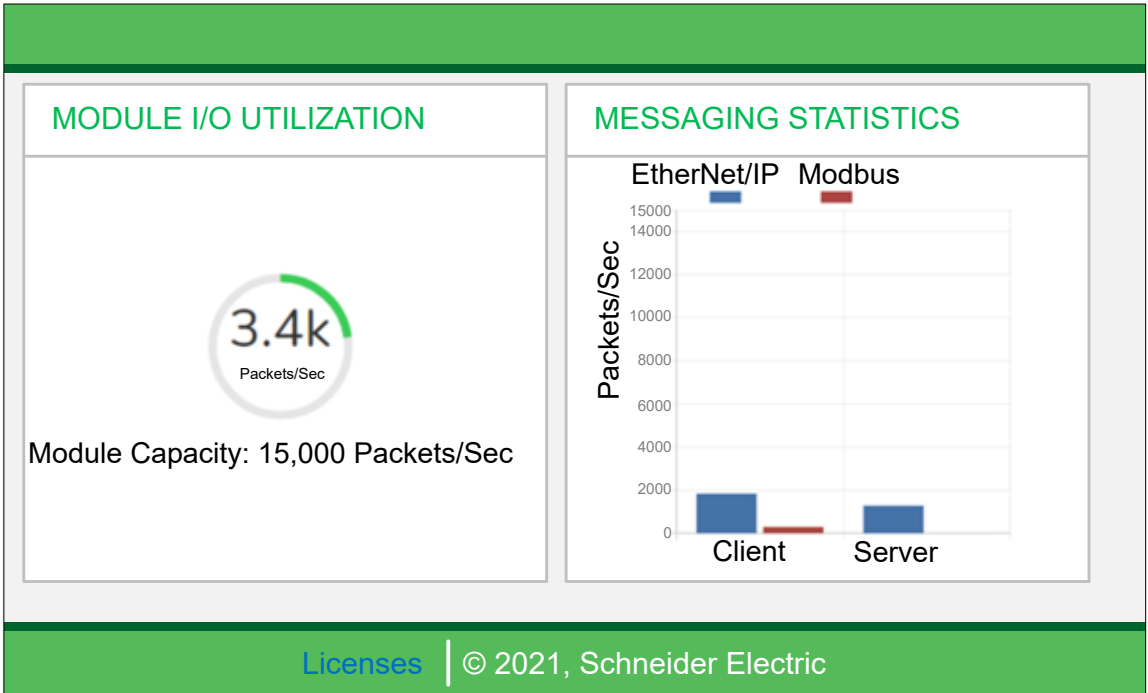 MODULE I/O UTILIZATION
3.4k
Packets/Sec
Module Capacity: 15,000 Packets/Sec
MESSAGING STATISTICS
EtherNet/IP Modbus
Packets/Sec
15000
14000
12000
10000
8000
6000
4000
2000
0
Client Server
Licenses © 2021, Schneider Electric